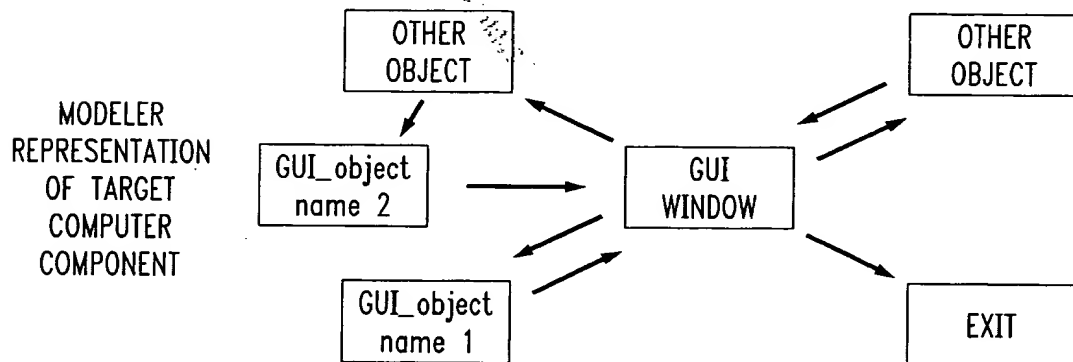 MODELER
REPRESENTATION
OF TARGET
COMPUTER
COMPONENT
OTHER
OBJECT
OTHER
OBJECT
GUI_object
name 2
GUI
WINDOW
GUI_object
name 1
EXIT